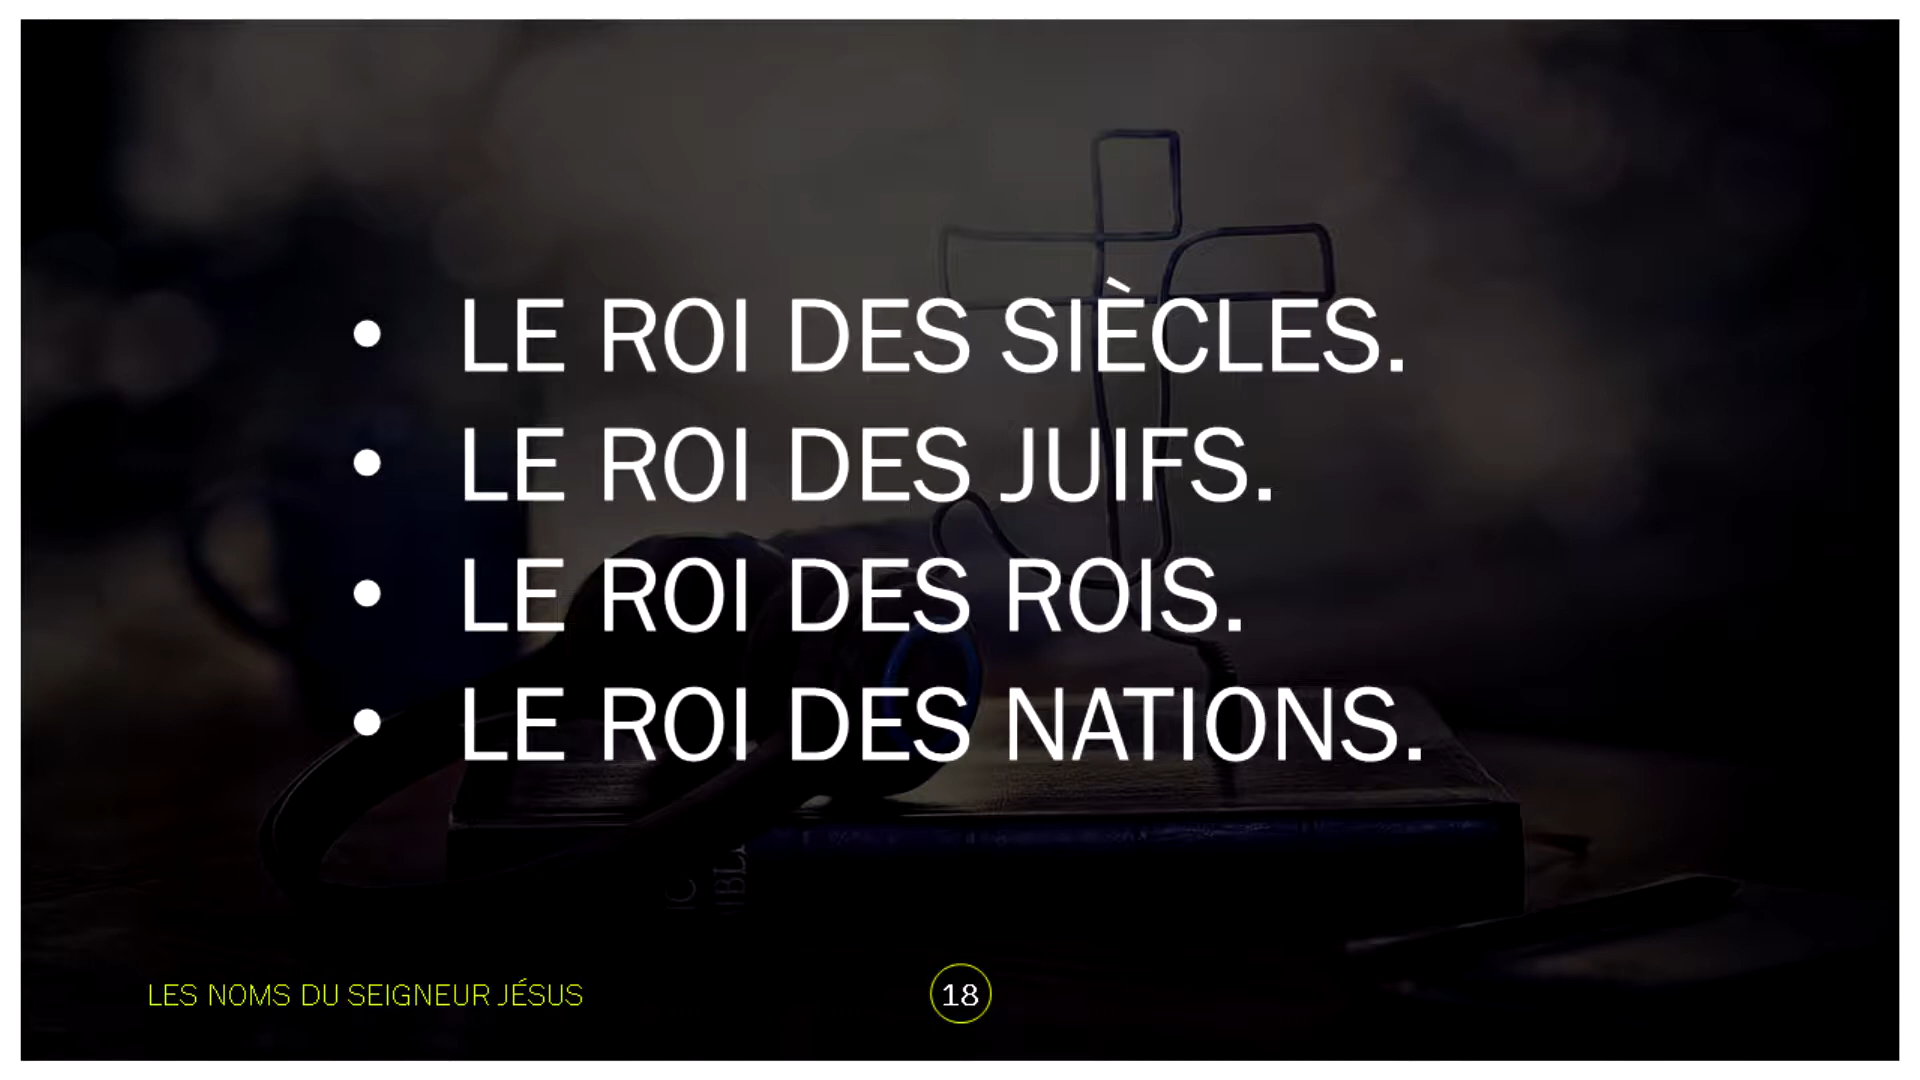 • LE ROI DES SIÈCLES.
• LE ROI DES JUIFS.
• LE ROI DES ROIS.
• LE ROI DES NATIONS.
LES NOMS DU SEIGNEUR JÉSUS
18